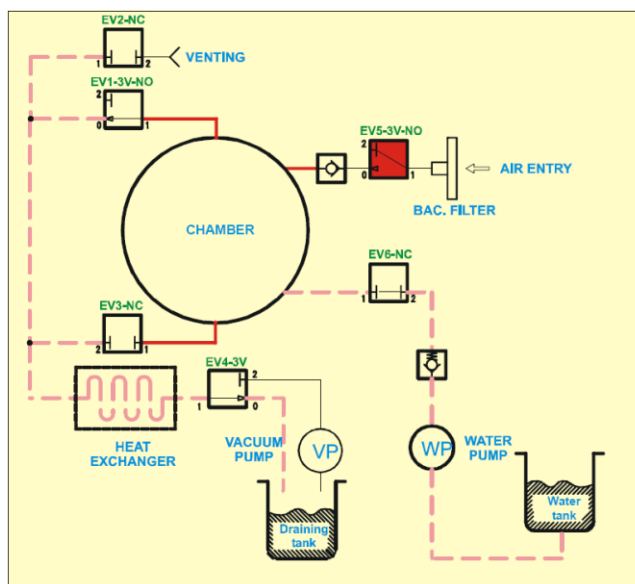 EV2-NC
1 2
VENTING
EV1-3V-NO
2
0 1
EV5-3V-NO
2
0 1
AIR ENTRY
BAC. FILTER
CHAMBER
EV6-NC
1 2
EV3-NC
2 1
EV4-3V
2
1 0
HEAT
EXCHANGER
VACUUM
PUMP
VP
WP
WATER
PUMP
Water
tank
Draining
tank